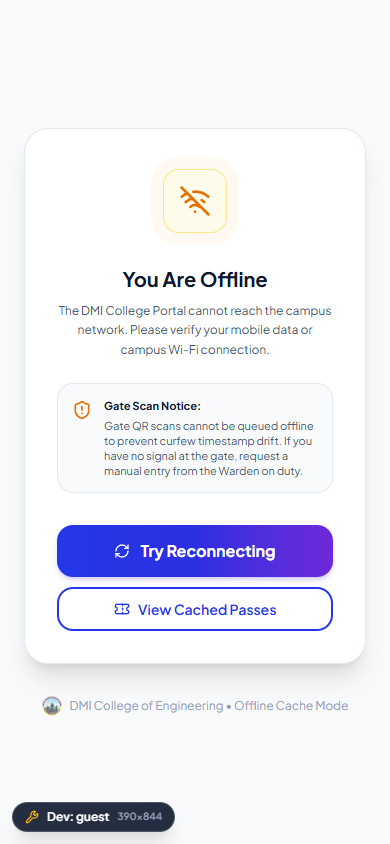 You Are Offline
The DMI College Portal cannot reach the campus
network. Please verify your mobile data or
campus Wi-Fi connection.
Gate Scan Notice:
Gate QR scans cannot be queued offline
to prevent curfew timestamp drift. If you
have no signal at the gate, request a
manual entry from the Warden on duty.
Try Reconnecting
View Cached Passes
DMI College of Engineering • Offline Cache Mode
Dev: guest 390×844